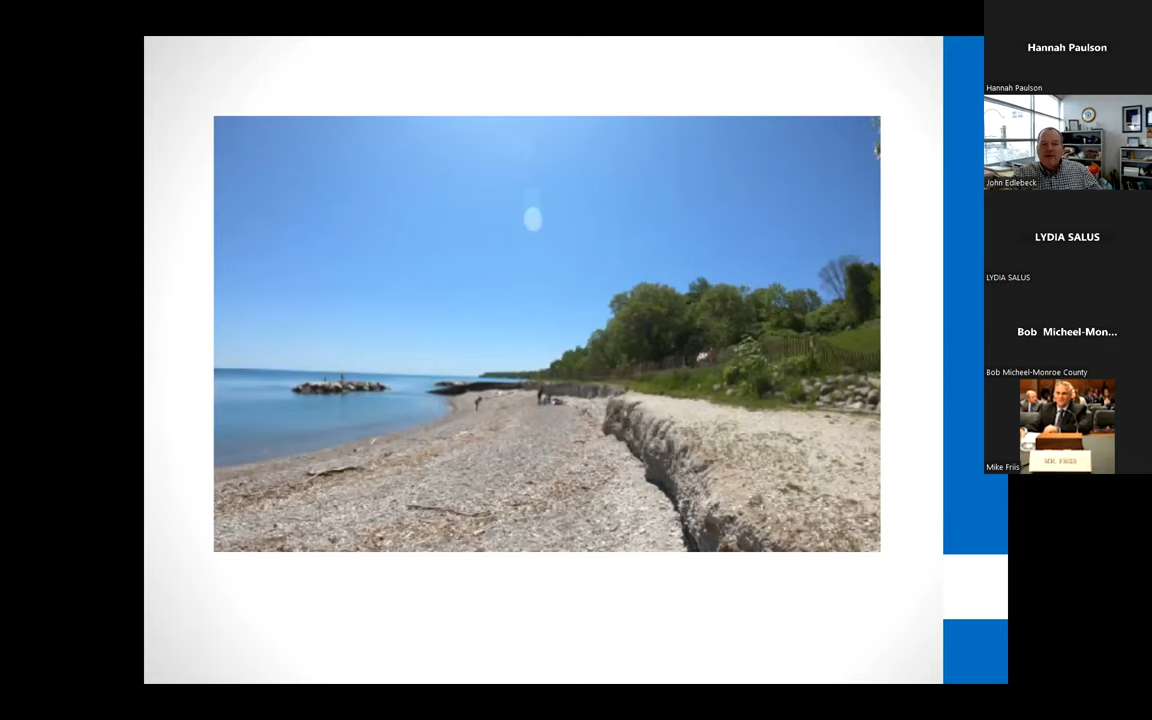 Hannah Paulson
Hannah Paulson
John Edlebeck
LYDIA SALUS
LYDIA SALUS
Bob Micheel-Mon...
Bob Micheel-Monroe County
Mike Friis
MR. FRIIS